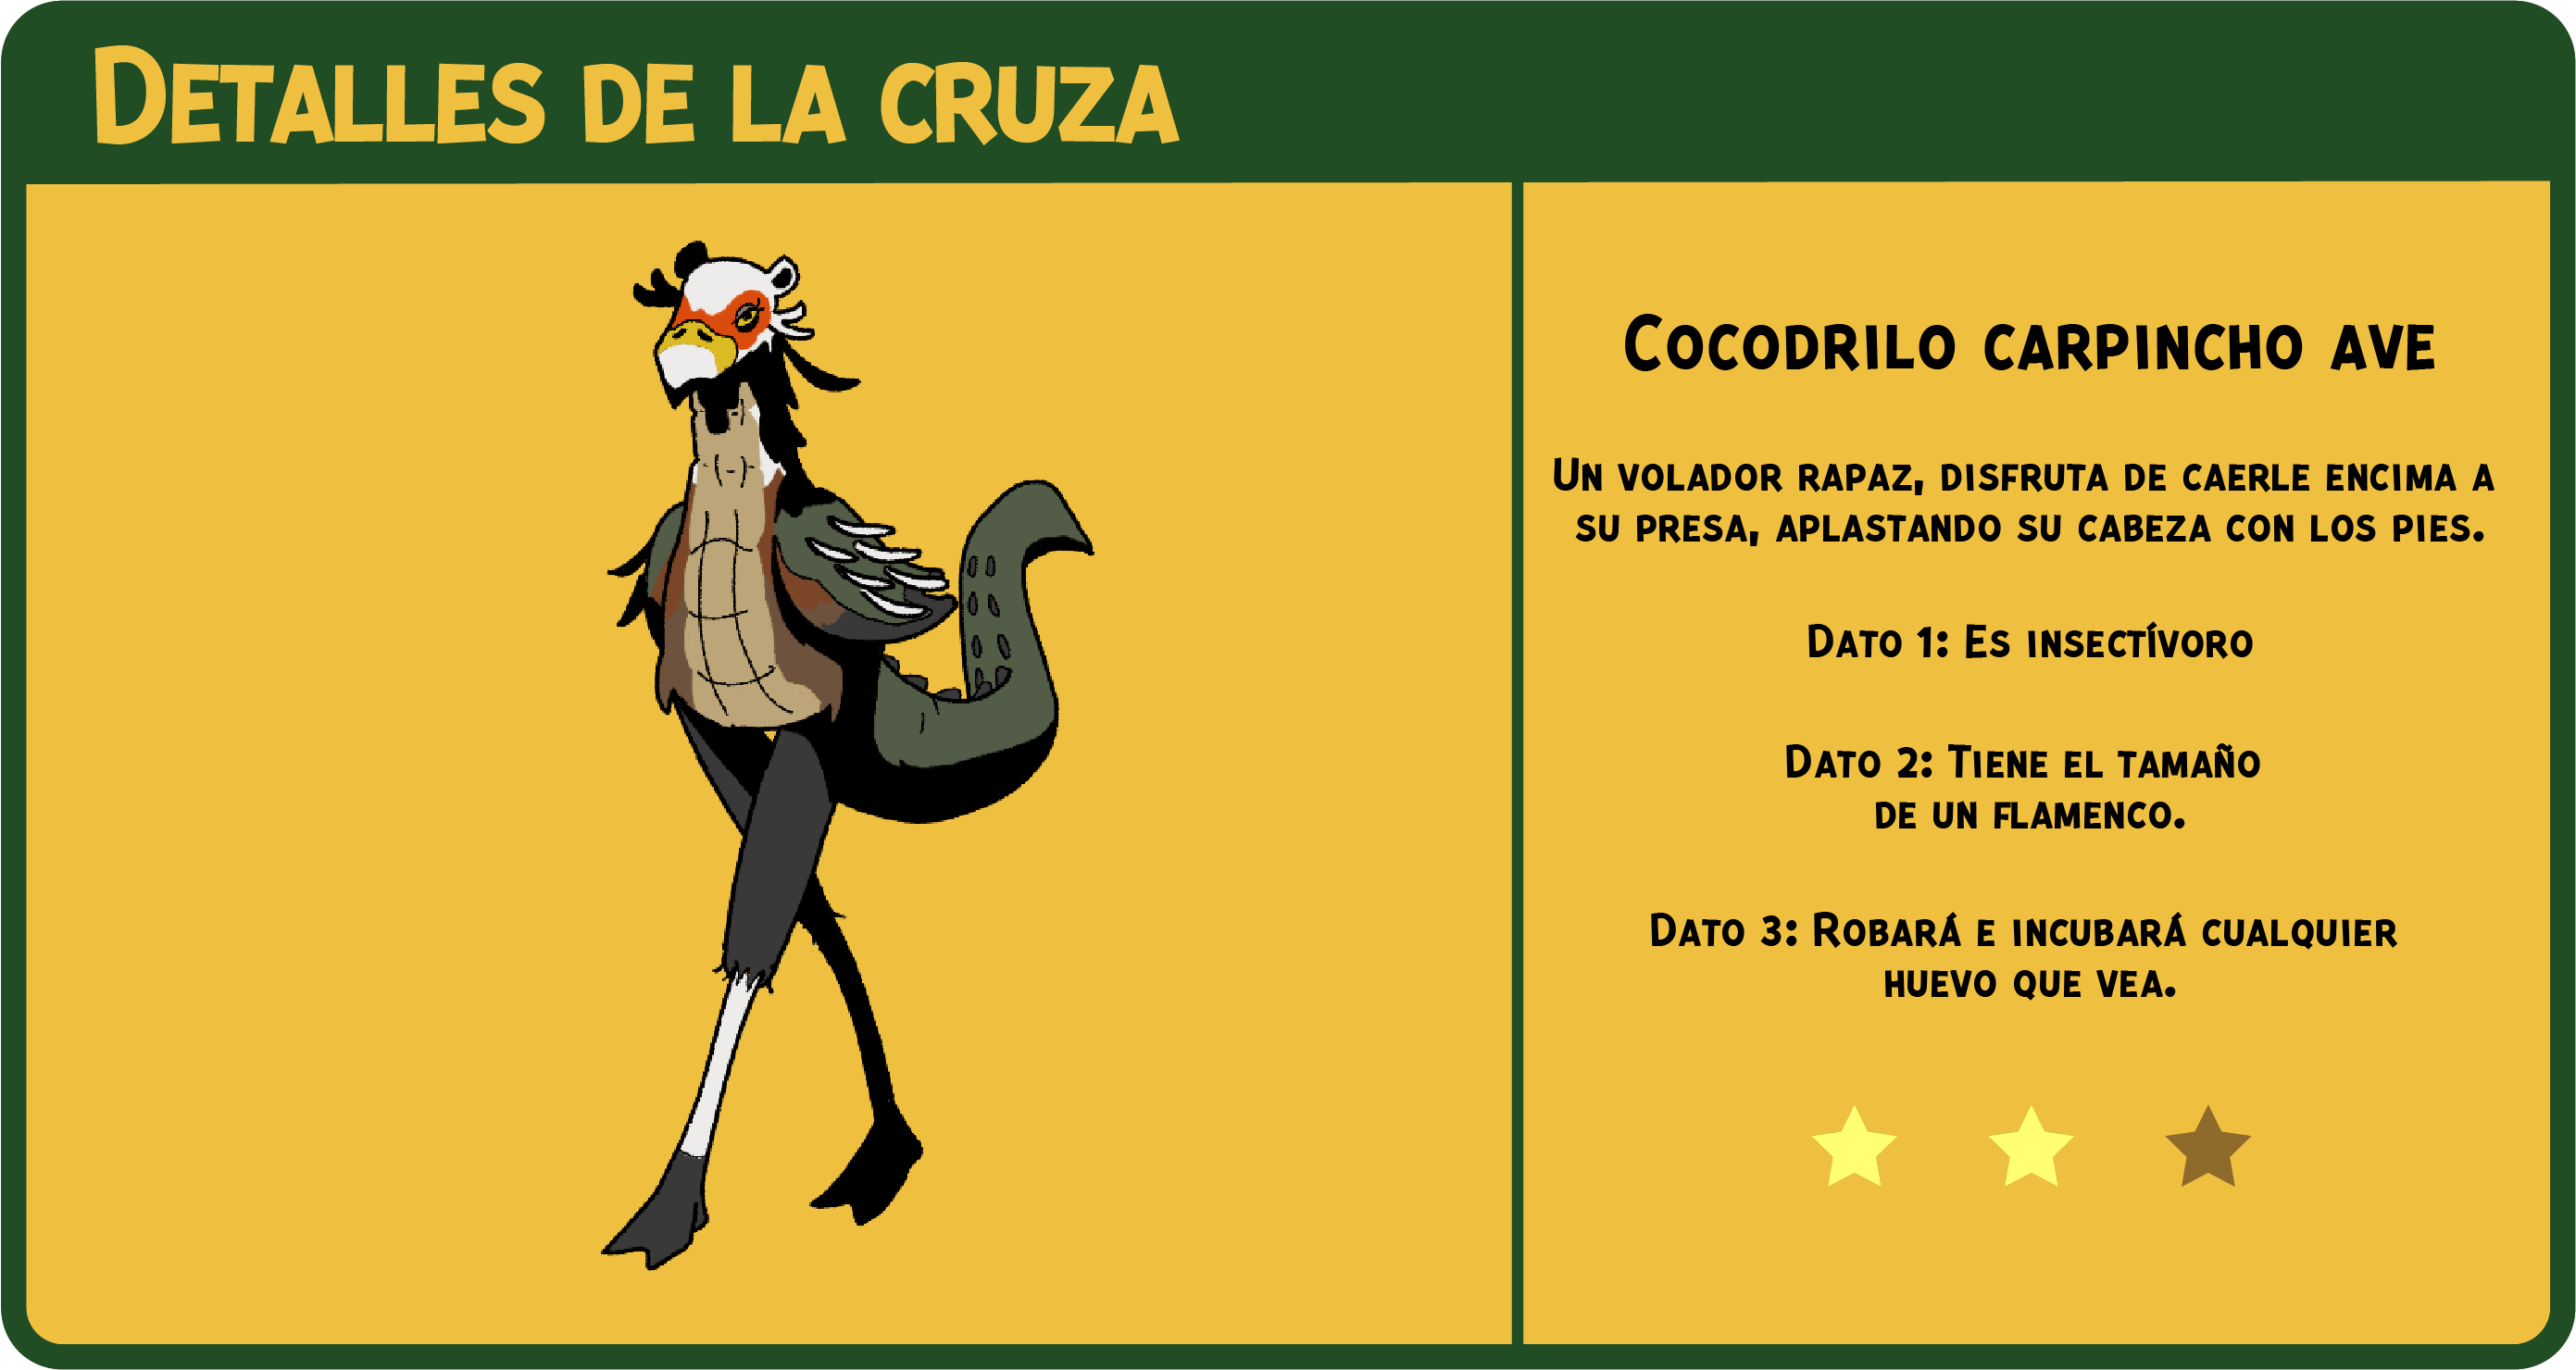 Detalles de la cruza
Cocodrilo carpincho ave
Un volador rapaz, disfruta de caerle encima a
su presa, aplastando su cabeza con los pies.
Dato 1: Es insectívoro
Dato 2: Tiene el tamaño
de un flamenco.
Dato 3: Robará e incubará cualquier
huevo que vea.